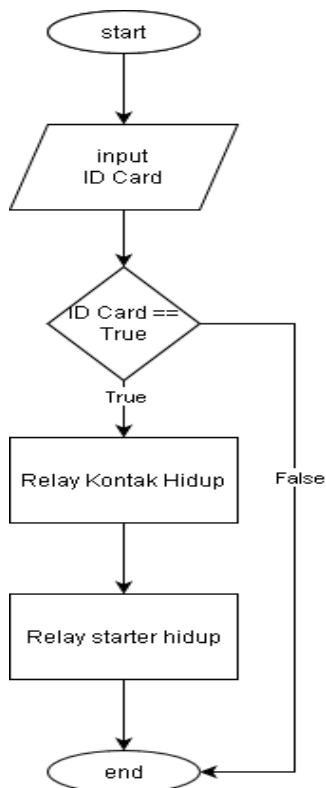 start
input
ID Card
ID Card ==
True
True
Relay Kontak Hidup
False
Relay starter hidup
end